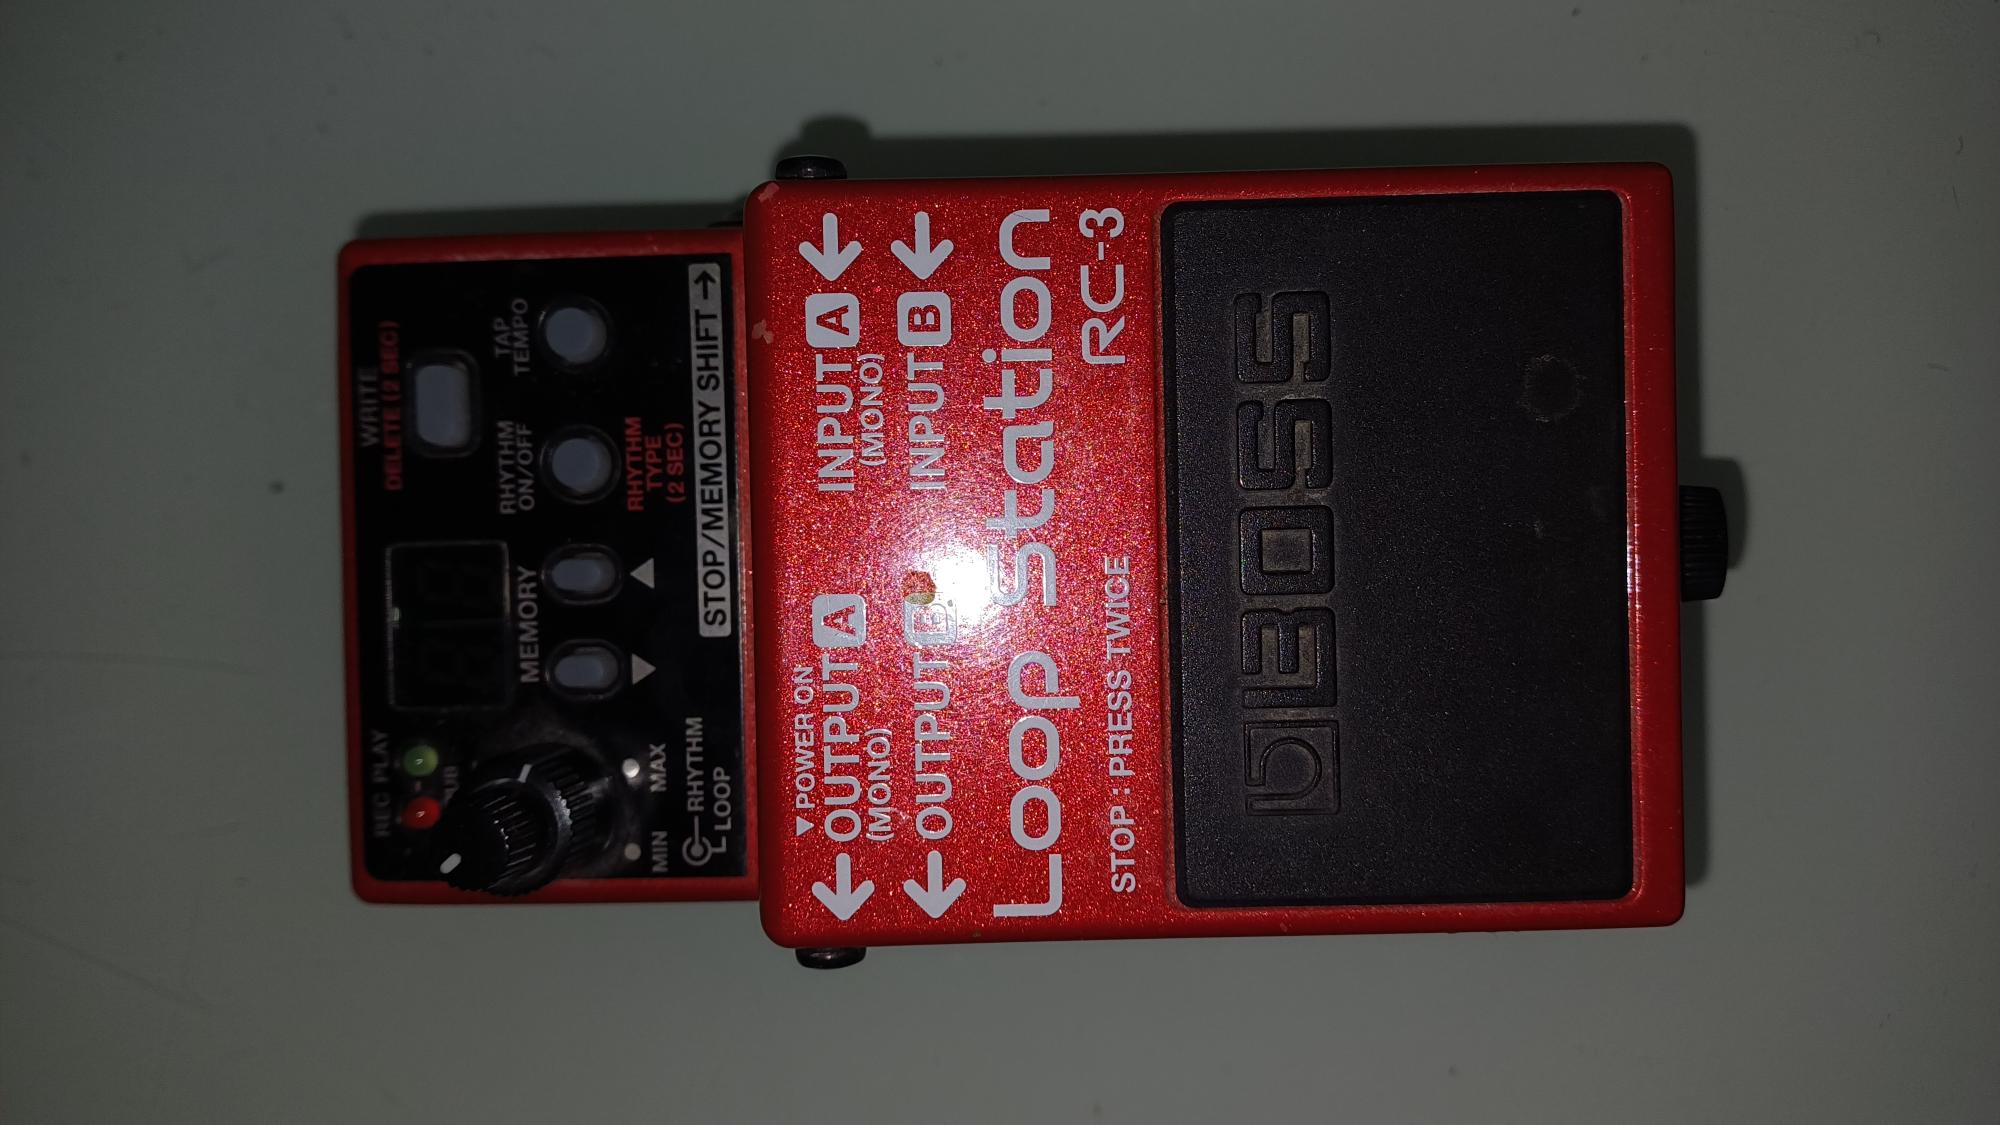 WRITE
DELETE (2 SEC)
REC PLAY
DUB
MEMORY
RHYTHM
ON/OFF
TAP
TEMPO
RHYTHM
TYPE
(2 SEC)
MIN MAX
RHYTHM
LOOP
STOP/MEMORY SHIFT →
▼ POWER ON
← OUTPUT A INPUT A ←
(MONO) (MONO)
← OUTPUT B INPUT B ←
Loop Station
STOP : PRESS TWICE RC-3
BOSS